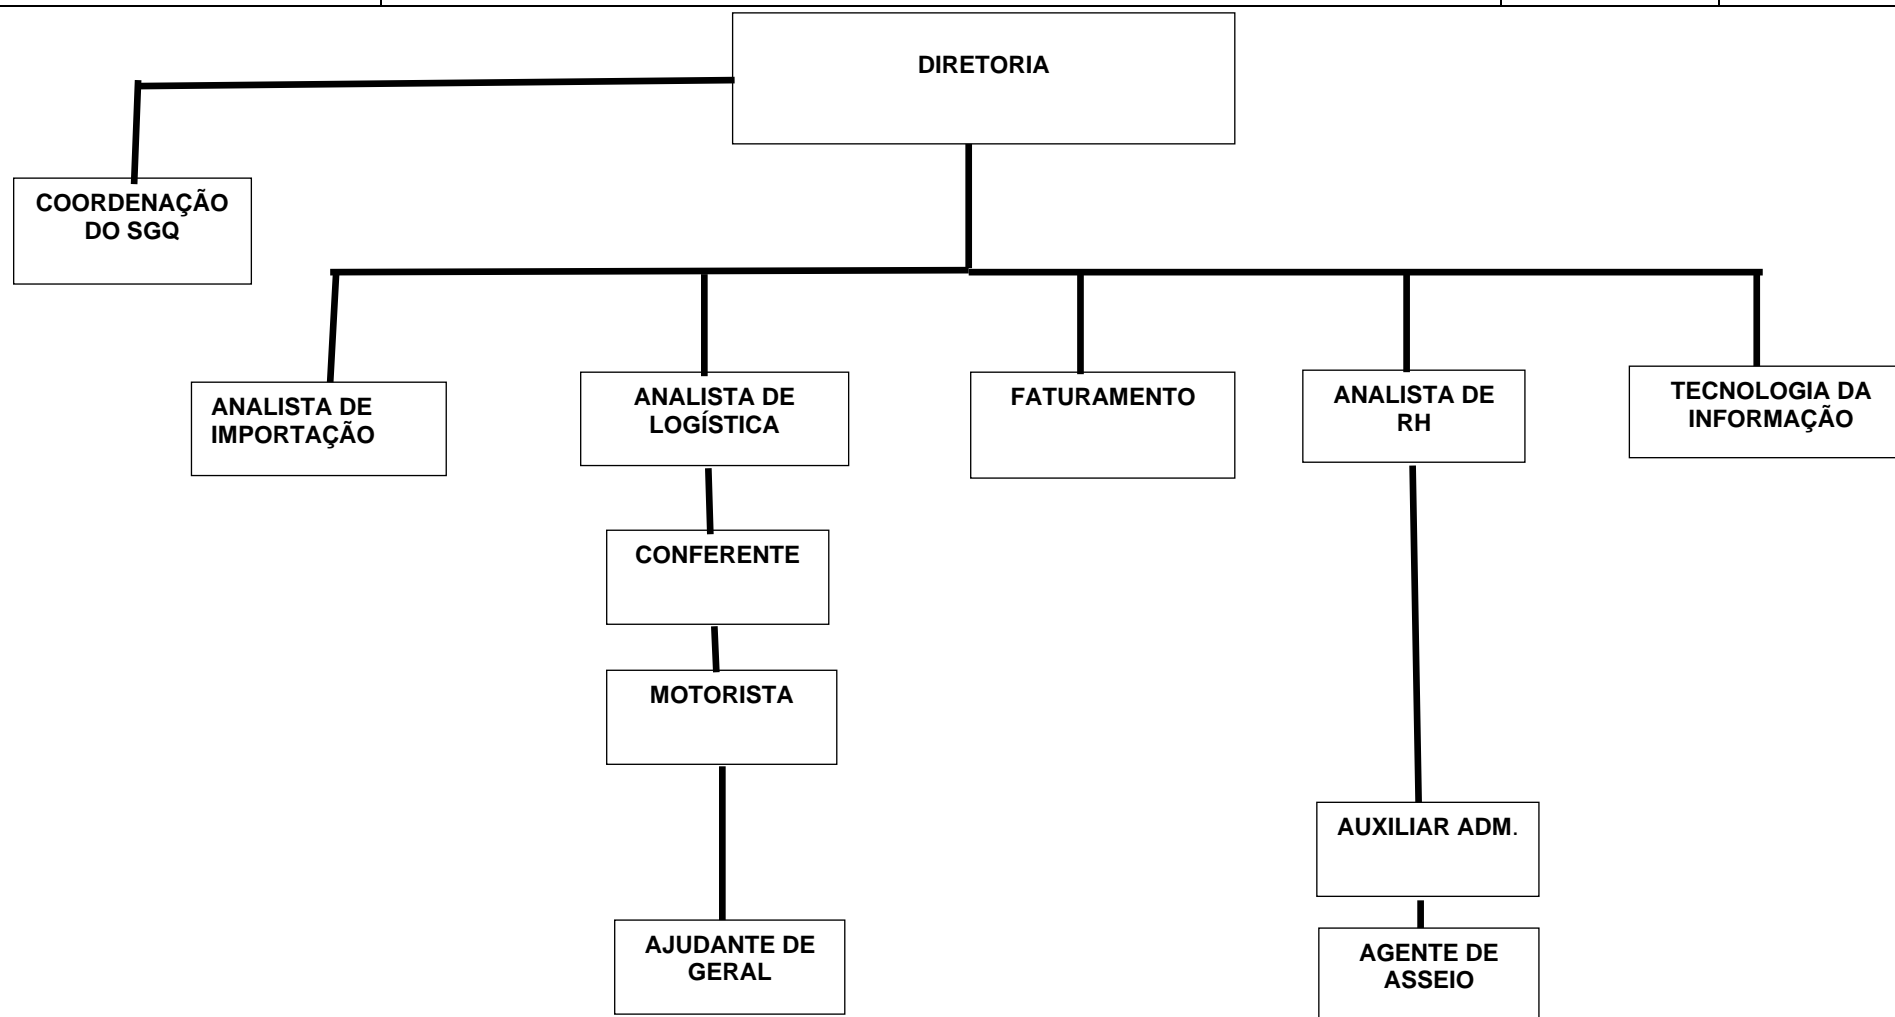 DIRETORIA
COORDENAÇÃO
DO SGQ
ANALISTA DE
IMPORTAÇÃO
ANALISTA DE
LOGÍSTICA
FATURAMENTO
ANALISTA DE
RH
TECNOLOGIA DA
INFORMAÇÃO
CONFERENTE
MOTORISTA
AUXILIAR ADM.
AJUDANTE DE
GERAL
AGENTE DE
ASSEIO